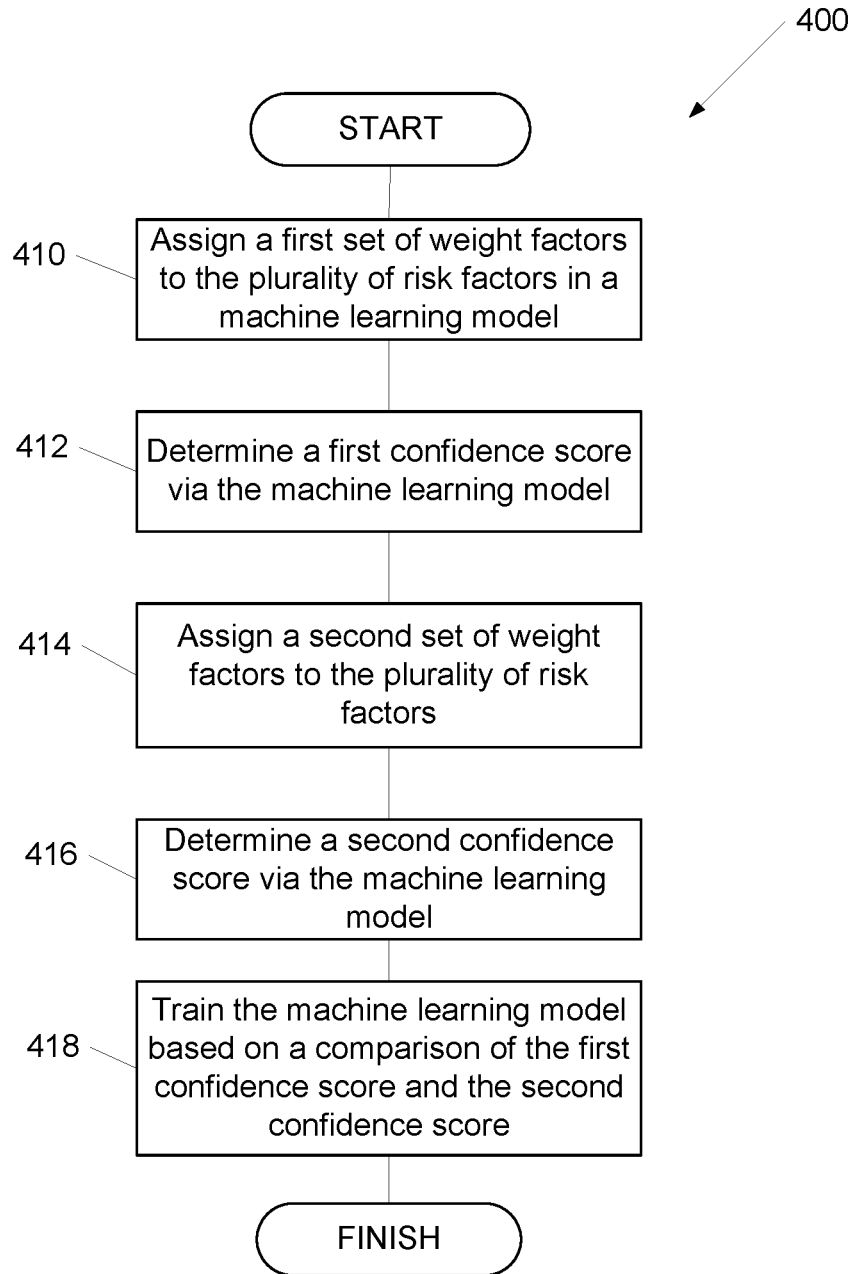 400
START
410
Assign a first set of weight factors
to the plurality of risk factors in a
machine learning model
412
Determine a first confidence score
via the machine learning model
414
Assign a second set of weight
factors to the plurality of risk
factors
416
Determine a second confidence
score via the machine learning
model
418
Train the machine learning model
based on a comparison of the first
confidence score and the second
confidence score
FINISH